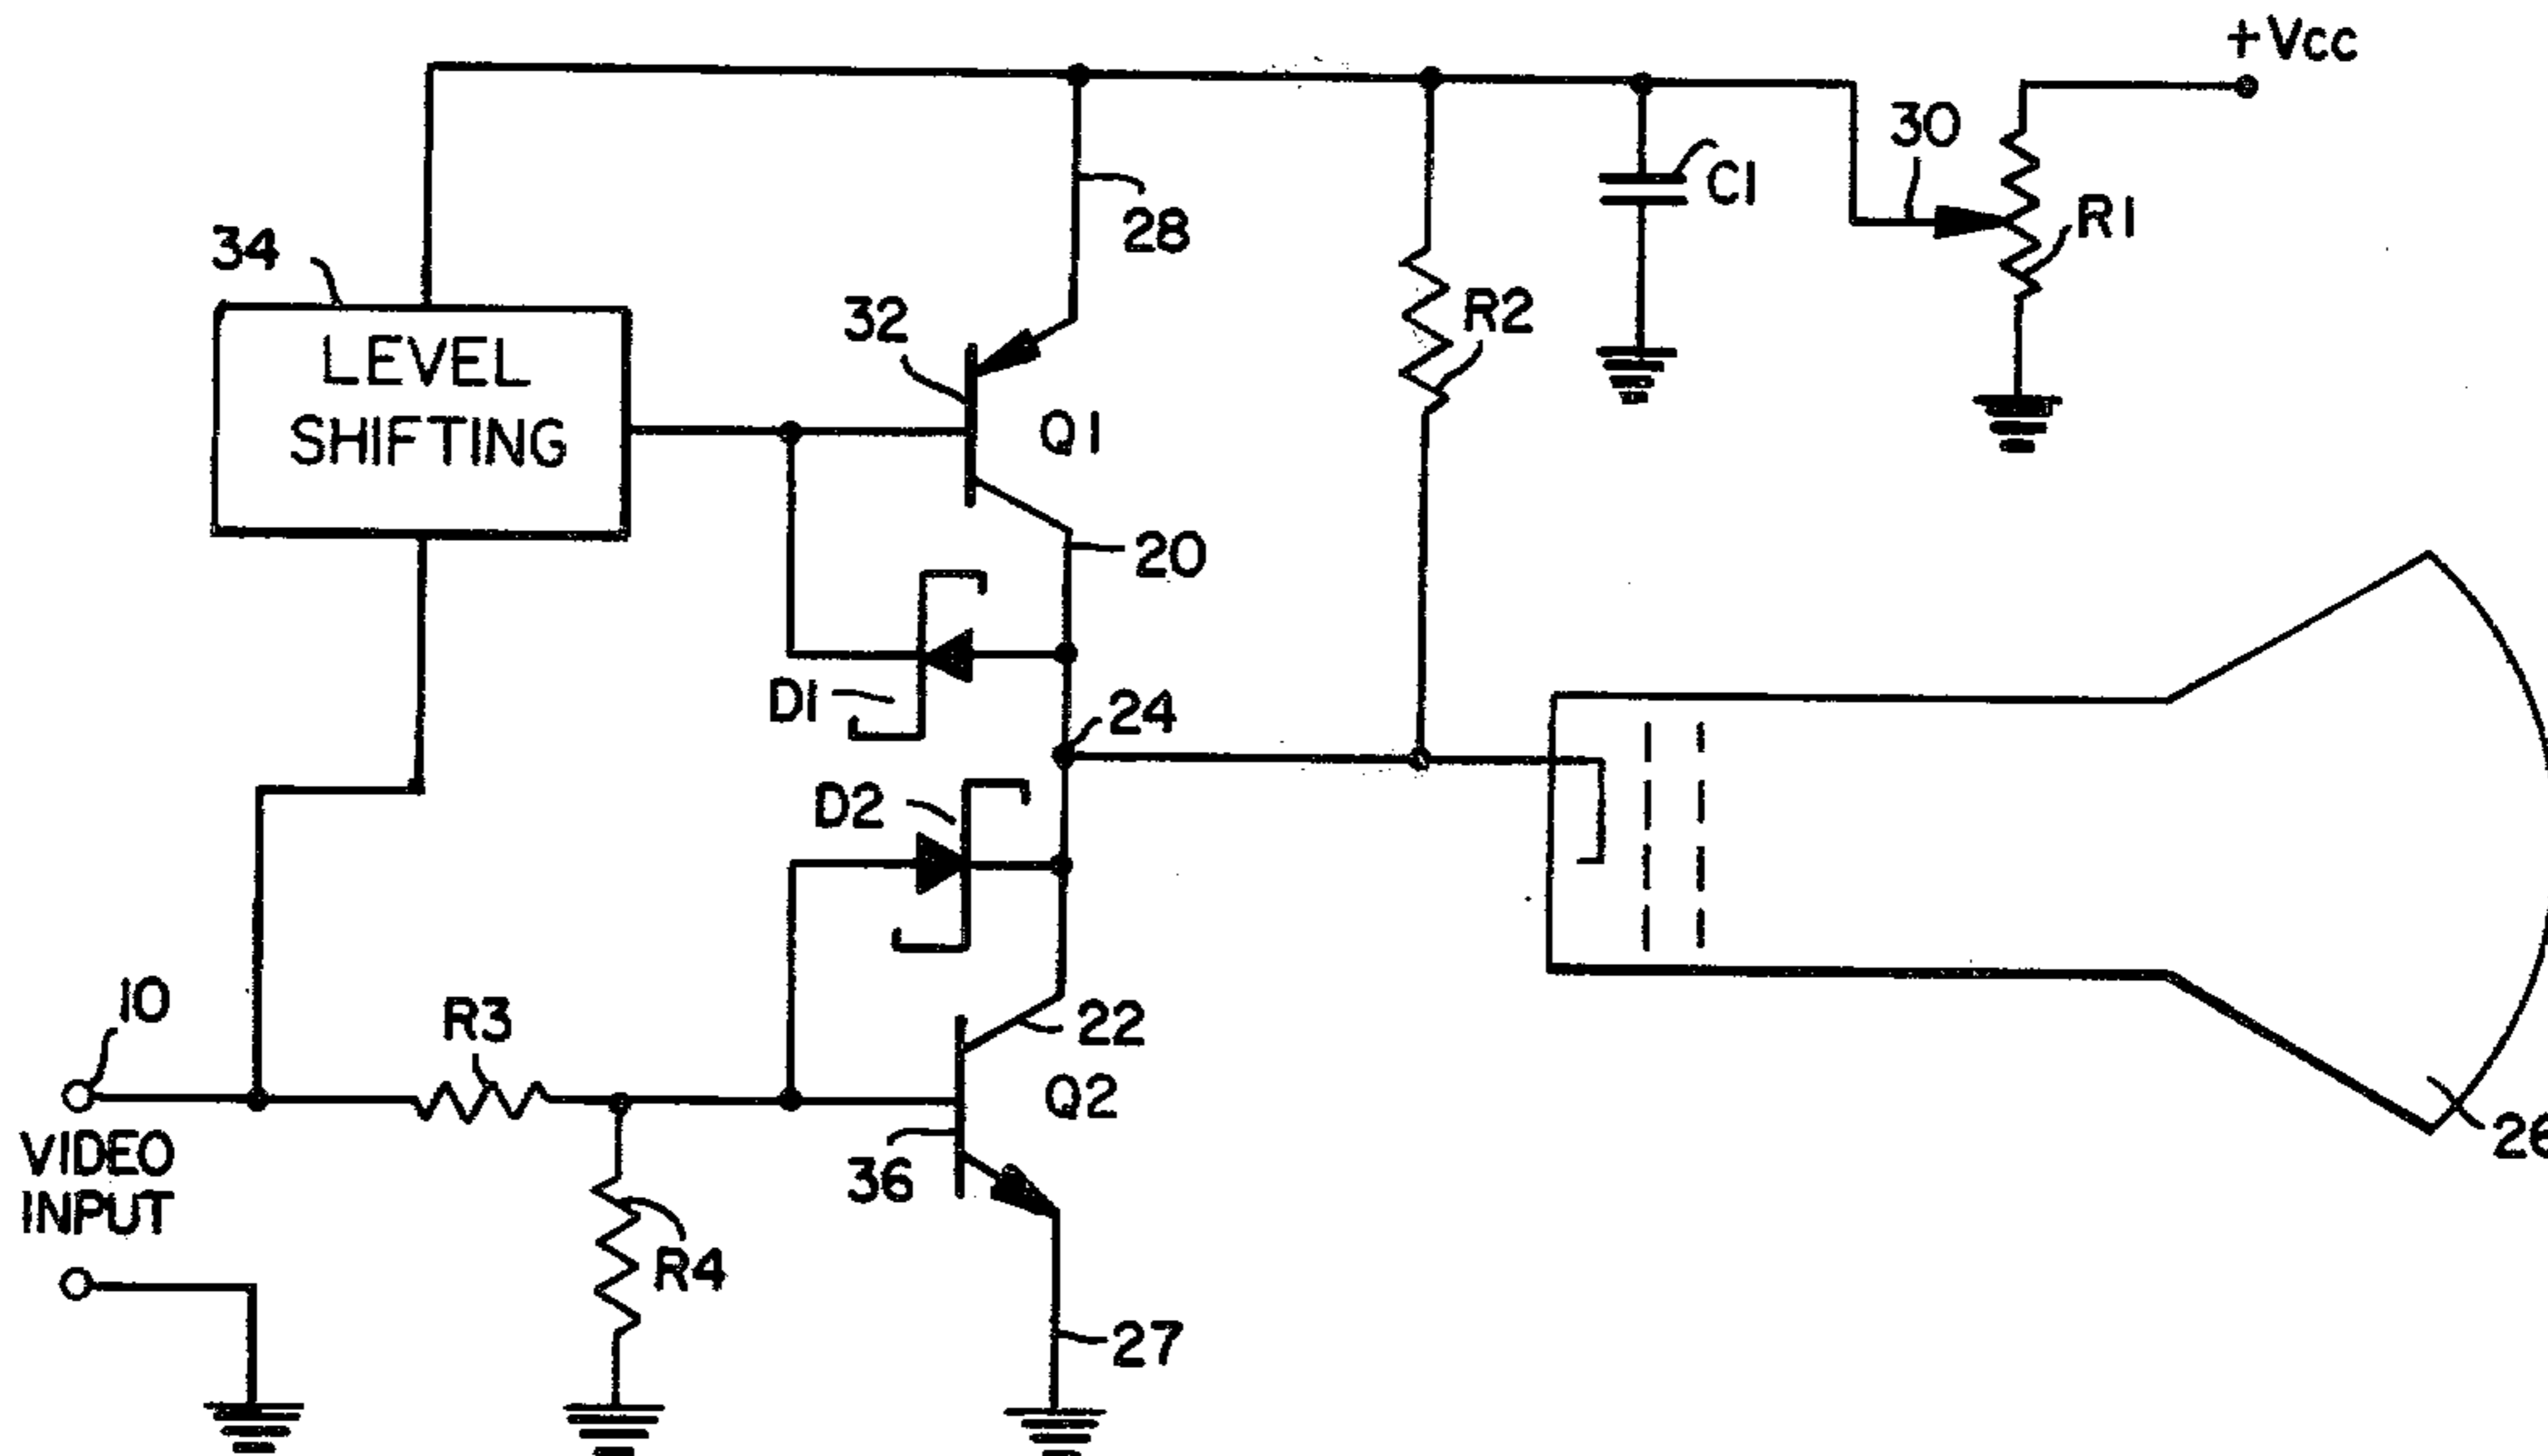 +Vcc
30
C1
R1
28
34
LEVEL
SHIFTING
32
R2
Q1
20
D1
24
D2
10
R3
22
Q2
VIDEO
INPUT
36
R4
26
27